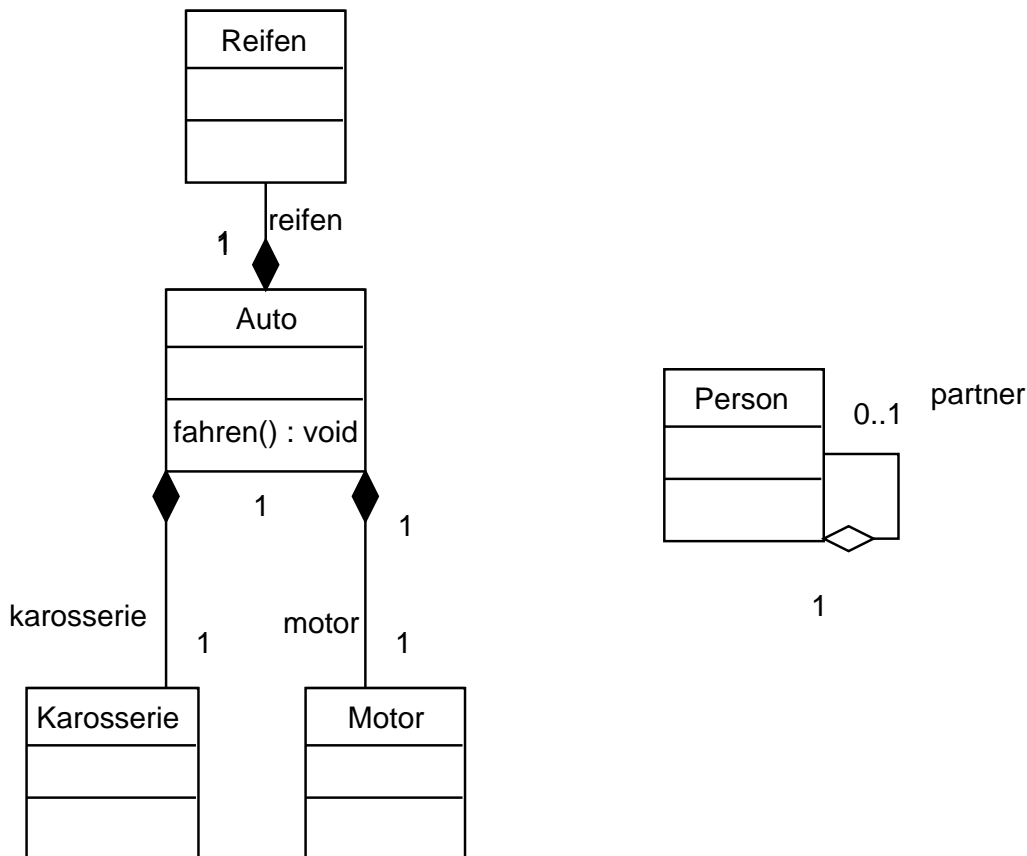 Reifen
reifen
1
Auto
fahren() : void
1
1
karosserie
1
motor
1
Karosserie
Motor
Person
0..1
partner
1